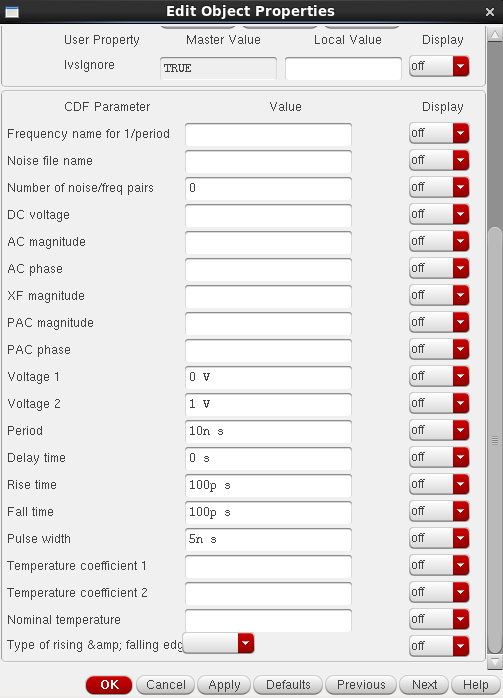 Edit Object Properties
User Property Master Value Local Value Display
lvsIgnore TRUE off
CDF Parameter Value Display
Frequency name for 1/period off
Noise file name off
Number of noise/freq pairs 0 off
DC voltage off
AC magnitude off
AC phase off
XF magnitude off
PAC magnitude off
PAC phase off
Voltage 1 0 V off
Voltage 2 1 V off
Period 10n s off
Delay time 0 s off
Rise time 100p s off
Fall time 100p s off
Pulse width 5n s off
Temperature coefficient 1 off
Temperature coefficient 2 off
Nominal temperature off
Type of rising &amp; falling edg off
OK Cancel Apply Defaults Previous Next Help